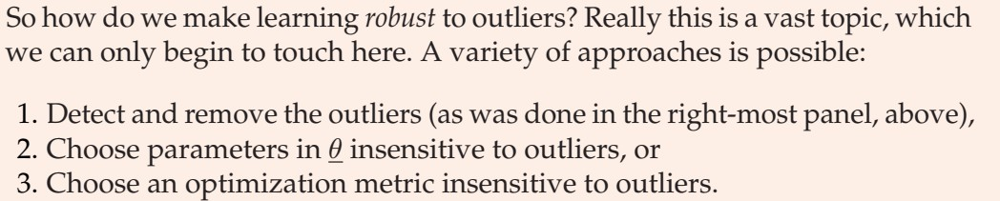 So how do we make learning robust to outliers? Really this is a vast topic, which
we can only begin to touch here. A variety of approaches is possible:
1. Detect and remove the outliers (as was done in the right-most panel, above),
2. Choose parameters in θ insensitive to outliers, or
3. Choose an optimization metric insensitive to outliers.